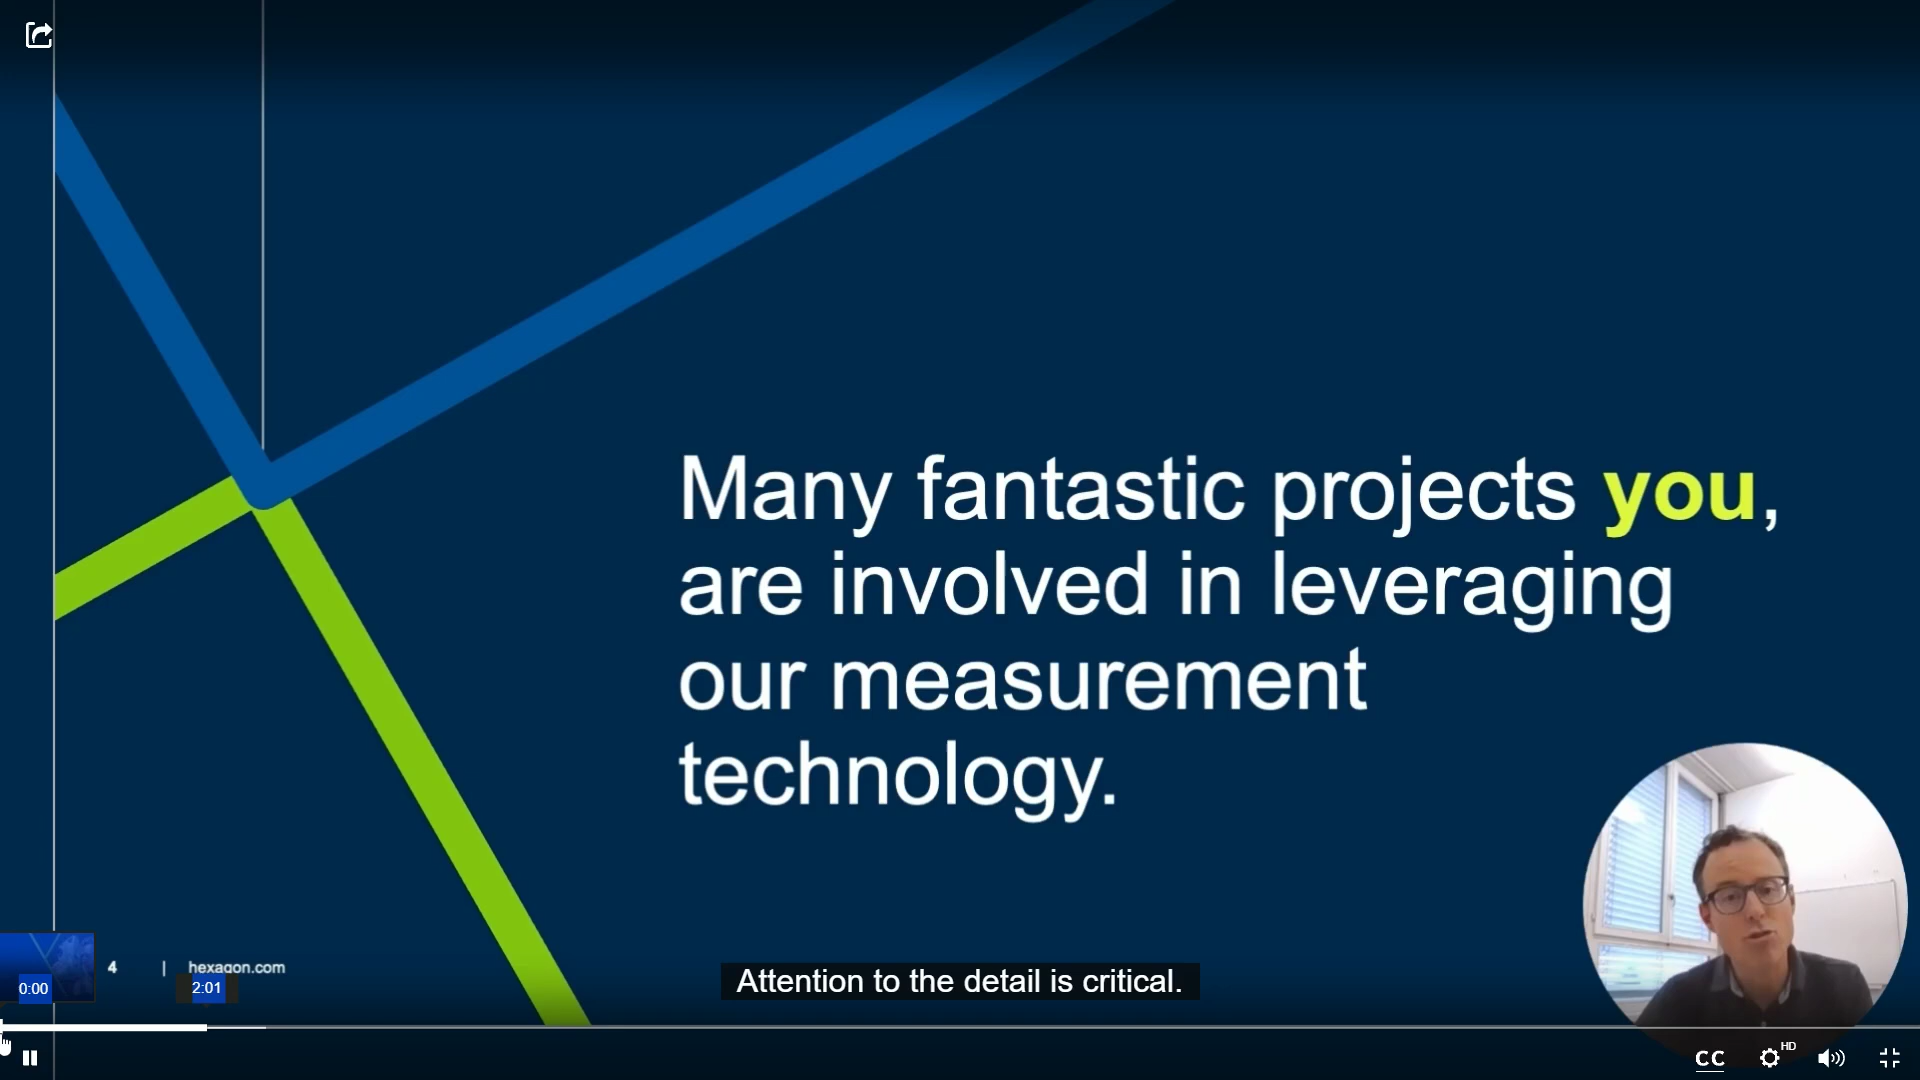 Many fantastic projects you,
are involved in leveraging
our measurement
technology.
4 | hexagon.com
0:00
2:01
Attention to the detail is critical.
CC
HD